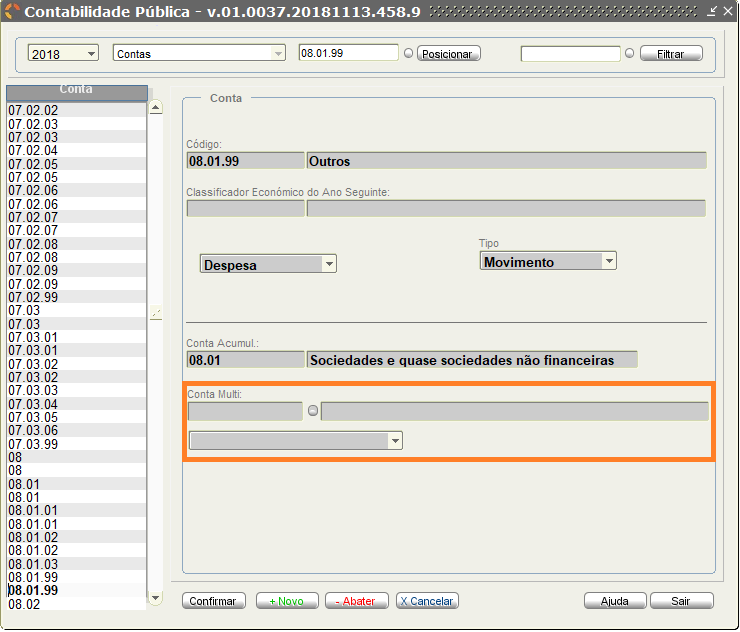 Contabilidade Pública - v.01.0037.20181113.458.9
2018 Contas 08.01.99 Posicionar Filtrar
Conta
07.02.02
07.02.03
07.02.03
07.02.04
07.02.05
07.02.05
07.02.06
07.02.06
07.02.07
07.02.07
07.02.08
07.02.08
07.02.09
07.02.09
07.02.99
07.03
07.03
07.03.01
07.03.01
07.03.02
07.03.02
07.03.03
07.03.04
07.03.05
07.03.06
07.03.99
08
08
08.01
08.01
08.01.01
08.01.01
08.01.02
08.01.02
08.01.03
08.01.99
08.01.99
08.02
Conta
Código:
08.01.99 Outros
Classificador Económico do Ano Seguinte:
Tipo
Despesa Movimento
Conta Acumul.:
08.01 Sociedades e quase sociedades não financeiras
Conta Multi:
Confirmar + Novo - Abater X Cancelar Ajuda Sair